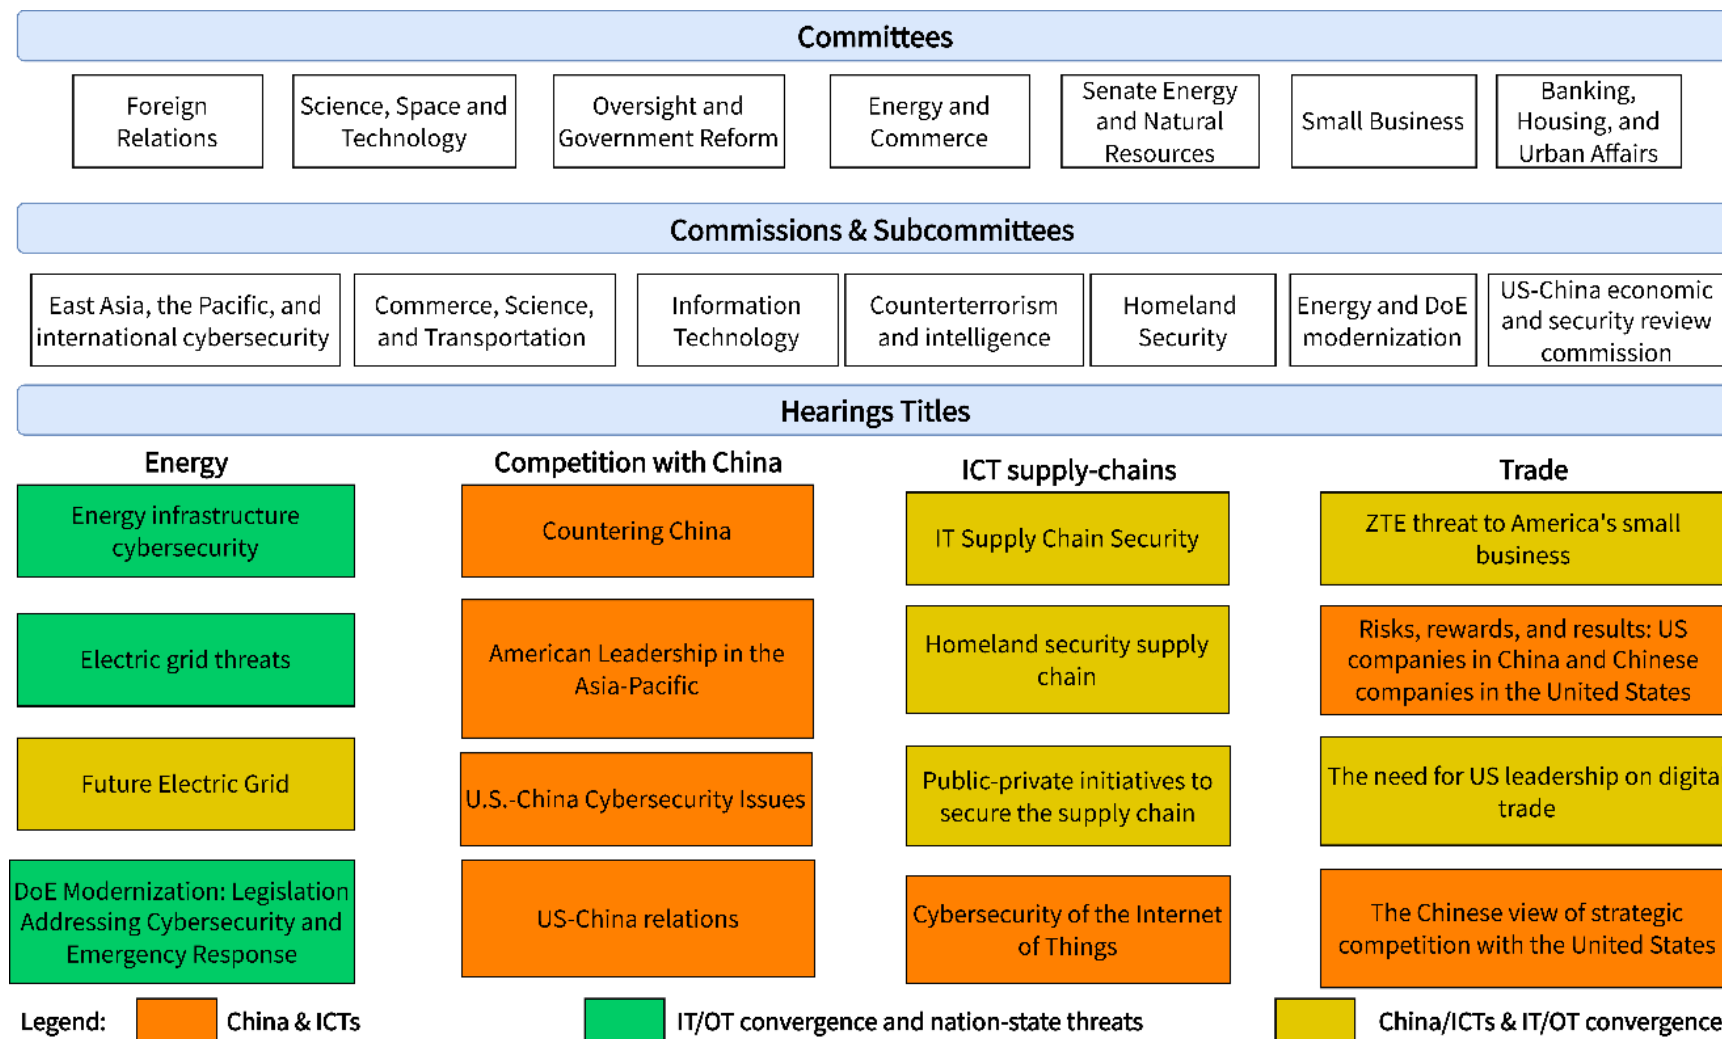 Committees
Foreign
Relations
Science, Space and
Technology
Oversight and
Government Reform
Energy and
Commerce
Senate Energy
and Natural
Resources
Small Business
Banking,
Housing, and
Urban Affairs
Commissions & Subcommittees
East Asia, the Pacific, and
international cybersecurity
Commerce, Science,
and Transportation
Information
Technology
Counterterrorism
and intelligence
Homeland
Security
Energy and DoE
modernization
US-China economic
and security review
commission
Hearings Titles
Energy
Energy infrastructure
cybersecurity
Electric grid threats
Future Electric Grid
DoE Modernization: Legislation
Addressing Cybersecurity and
Emergency Response
Competition with China
Countering China
American Leadership in the
Asia-Pacific
U.S.-China Cybersecurity Issues
US-China relations
ICT supply-chains
IT Supply Chain Security
Homeland security supply
chain
Public-private initiatives to
secure the supply chain
Cybersecurity of the Internet
of Things
Trade
ZTE threat to America's small
business
Risks, rewards, and results: US
companies in China and Chinese
companies in the United States
The need for US leadership on digital
trade
The Chinese view of strategic
competition with the United States
Legend:
China & ICTs
IT/OT convergence and nation-state threats
China/ICTs & IT/OT convergence